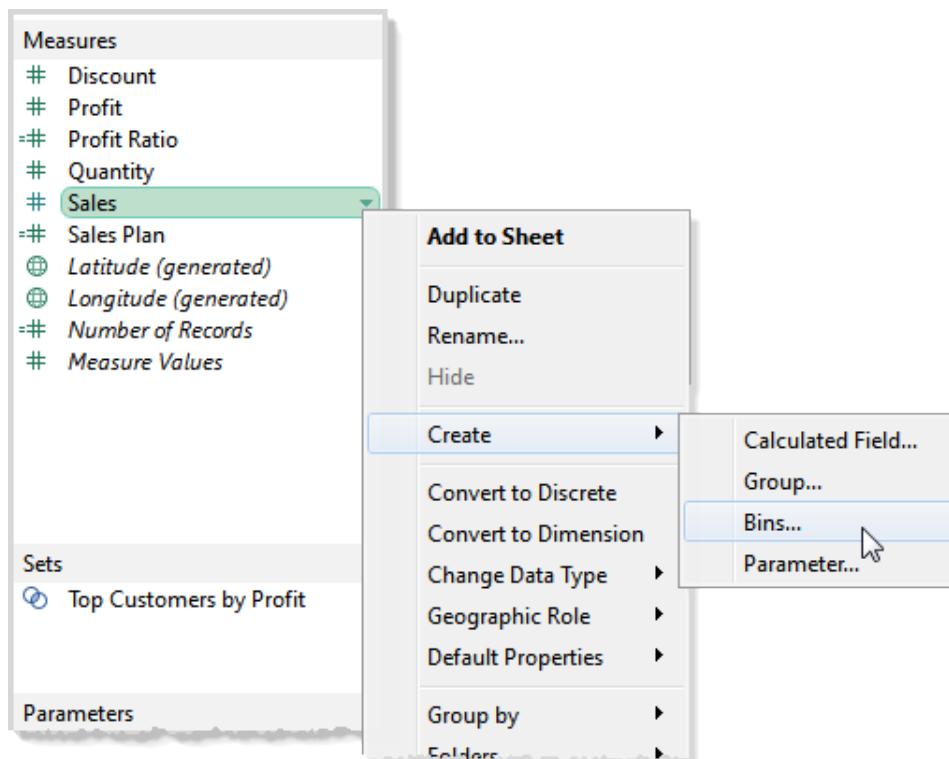 Measures
# Discount
# Profit
=# Profit Ratio
# Quantity
# Sales
=# Sales Plan
Latitude (generated)
Longitude (generated)
=# Number of Records
# Measure Values
Sets
Top Customers by Profit
Parameters
Add to Sheet
Duplicate
Rename...
Hide
Create
Convert to Discrete
Convert to Dimension
Change Data Type
Geographic Role
Default Properties
Group by
Folders
Calculated Field...
Group...
Bins...
Parameter...